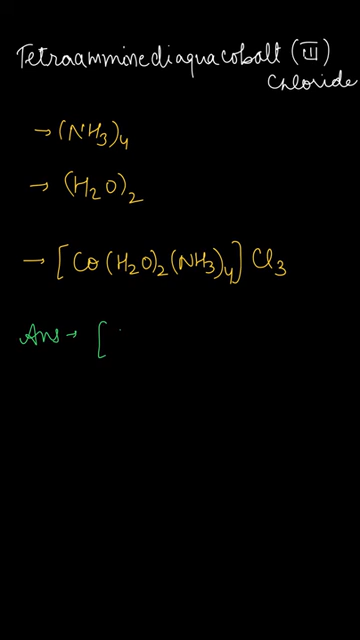 Tetraamminediaquacobalt (III)
Chloride
→ (NH₃)₄
→ (H₂O)₂
→ [Co(H₂O)₂(NH₃)₄]Cl₃
Ans → [